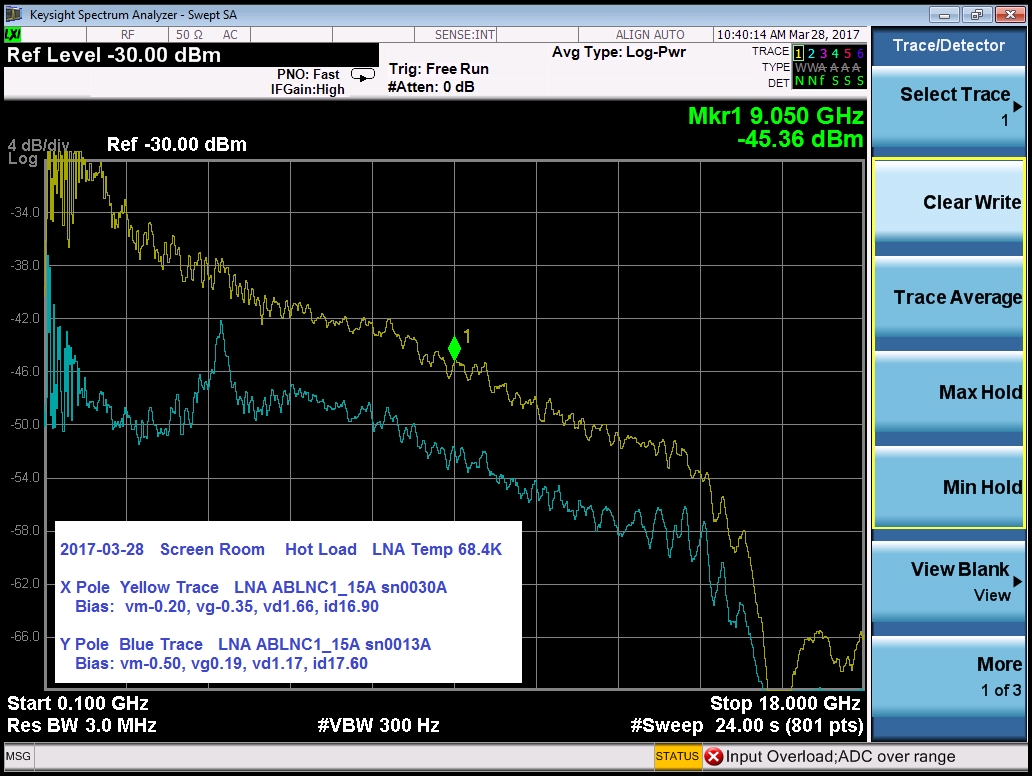 Keysight Spectrum Analyzer - Swept SA
LXI
RF 50 Ω AC SENSE:INT ALIGN AUTO 10:40:14 AM Mar 28, 2017
Ref Level -30.00 dBm
PNO: Fast
IFGain:High
Trig: Free Run
#Atten: 0 dB
Avg Type: Log-Pwr
TRACE 1 2 3 4 5 6
TYPE W W A A A A
DET N N f S S S
Mkr1 9.050 GHz
-45.36 dBm
4 dB/div
Log
Ref -30.00 dBm
-34.0
-38.0
-42.0
-46.0
-50.0
-54.0
-58.0
-62.0
-66.0
1
2017-03-28 Screen Room Hot Load LNA Temp 68.4K
X Pole Yellow Trace LNA ABLNC1_15A sn0030A
Bias: vm-0.20, vg-0.35, vd1.66, id16.90
Y Pole Blue Trace LNA ABLNC1_15A sn0013A
Bias: vm-0.50, vg0.19, vd1.17, id17.60
Start 0.100 GHz
Stop 18.000 GHz
Res BW 3.0 MHz
#VBW 300 Hz
#Sweep 24.00 s (801 pts)
MSG
STATUS
Input Overload;ADC over range
Trace/Detector
Select Trace
1
Clear Write
Trace Average
Max Hold
Min Hold
View Blank
View
More
1 of 3